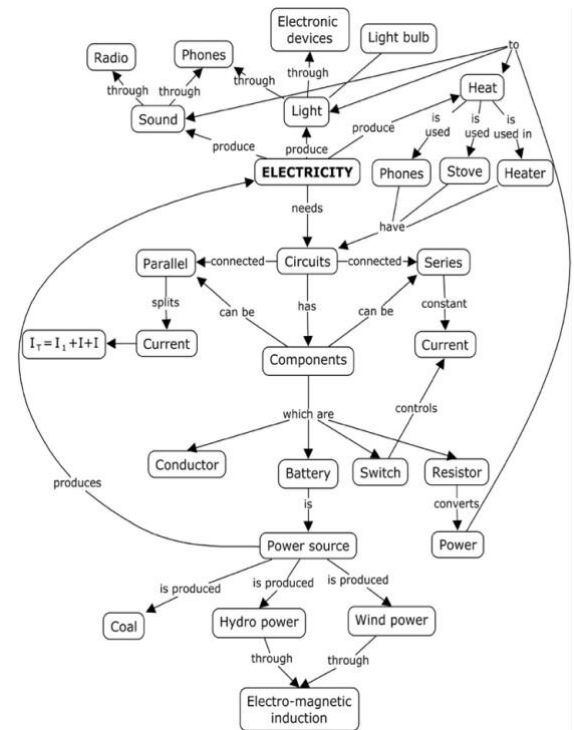 Electronic
devices
Light bulb
to
Radio
Phones
through
through
through
through
Heat
Sound
Light
is
used
is
used
is
used in
produce
produce
produce
ELECTRICITY
Phones
Stove
Heater
needs
have
Parallel
connected
Circuits
connected
Series
splits
can be
has
can be
constant
I_T = I_1 + I + I
Current
Components
Current
which are
controls
Conductor
Battery
Switch
Resistor
produces
is
converts
Power source
Power
is produced
is produced
is produced
Coal
Hydro power
Wind power
through
through
Electro-magnetic
induction